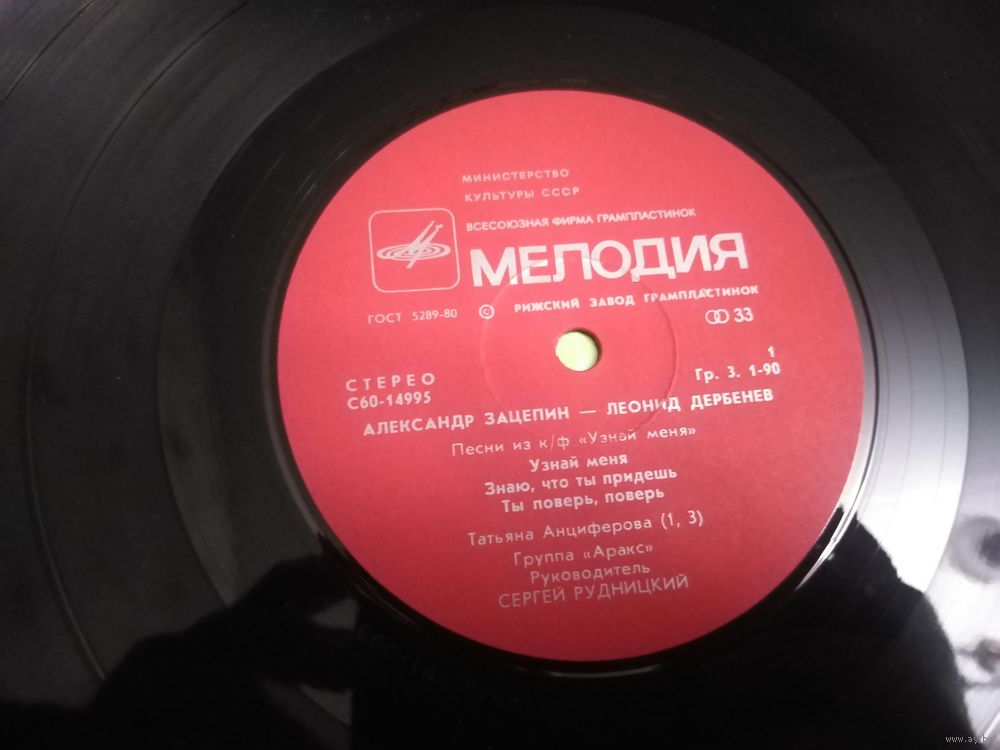 МИНИСТЕРСТВО
КУЛЬТУРЫ СССР
ВСЕСОЮЗНАЯ ФИРМА ГРАМПЛАСТИНОК
МЕЛОДИЯ
ГОСТ 5289-80 © РИЖСКИЙ ЗАВОД ГРАМПЛАСТИНОК
33
СТЕРЕО 1
С60-14995 Гр. 3. 1-90
АЛЕКСАНДР ЗАЦЕПИН — ЛЕОНИД ДЕРБЕНЕВ
Песни из к/ф «Узнай меня»
Узнай меня
Знаю, что ты придешь
Ты поверь, поверь
Татьяна Анциферова (1, 3)
Группа «Аракс»
Руководитель
СЕРГЕЙ РУДНИЦКИЙ